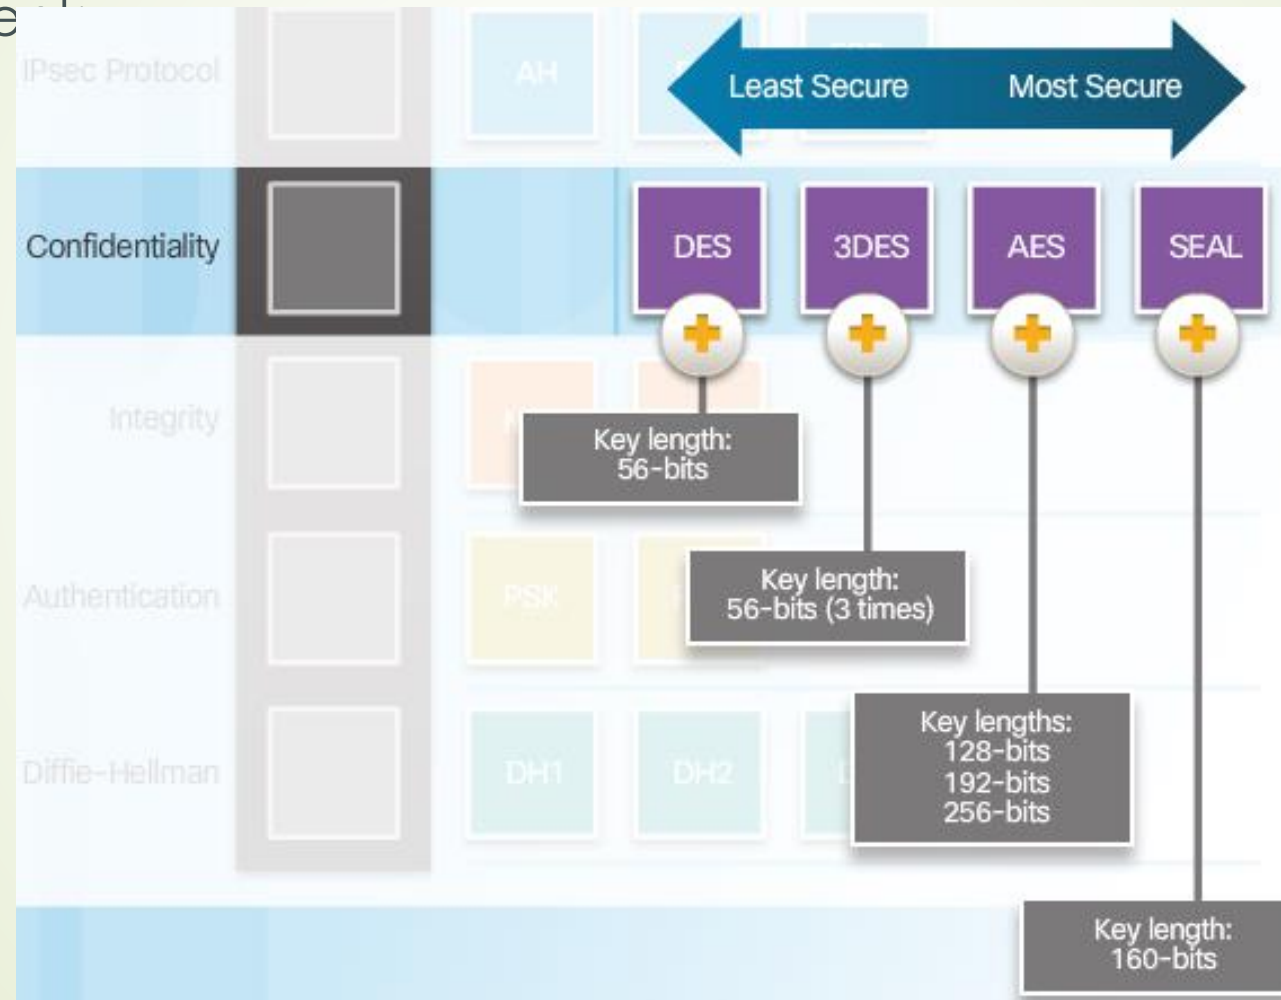 IPsec Protocol
AH
Least Secure
Most Secure
Confidentiality
DES
3DES
AES
SEAL
Integrity
Key length:
56-bits
Authentication
PSK
Key length:
56-bits (3 times)
Diffie-Hellman
DH1
DH2
Key lengths:
128-bits
192-bits
256-bits
Key length:
160-bits